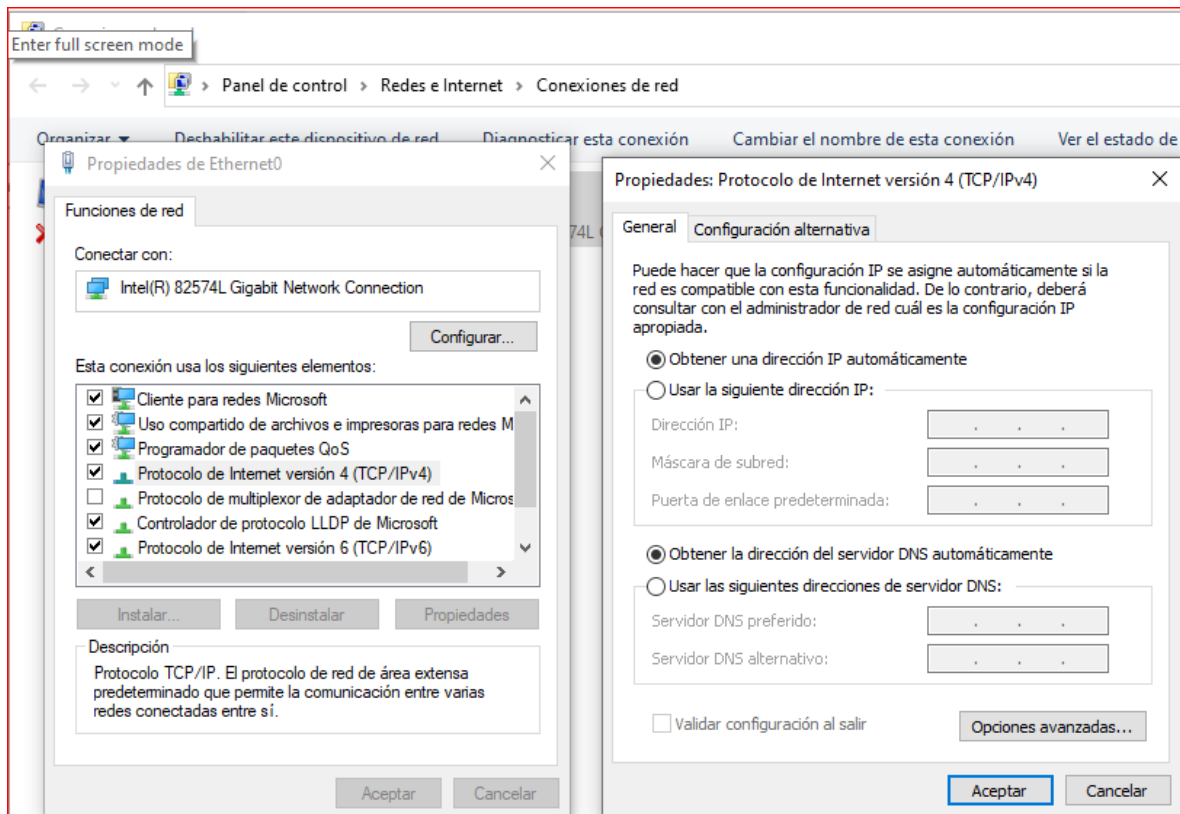 Enter full screen mode
Panel de control > Redes e Internet > Conexiones de red
Organizar Deshabilitar este dispositivo de red Diagnosticar esta conexión Cambiar el nombre de esta conexión Ver el estado de
Propiedades de Ethernet0
Funciones de red
Conectar con:
Intel(R) 82574L Gigabit Network Connection
Configurar...
Esta conexión usa los siguientes elementos:
Cliente para redes Microsoft
Uso compartido de archivos e impresoras para redes M
Programador de paquetes QoS
Protocolo de Internet versión 4 (TCP/IPv4)
Protocolo de multiplexor de adaptador de red de Micros
Controlador de protocolo LLDP de Microsoft
Protocolo de Internet versión 6 (TCP/IPv6)
Instalar... Desinstalar Propiedades
Descripción
Protocolo TCP/IP. El protocolo de red de área extensa
predeterminado que permite la comunicación entre varias
redes conectadas entre sí.
Aceptar Cancelar
74L
Propiedades: Protocolo de Internet versión 4 (TCP/IPv4)
General Configuración alternativa
Puede hacer que la configuración IP se asigne automáticamente si la
red es compatible con esta funcionalidad. De lo contrario, deberá
consultar con el administrador de red cuál es la configuración IP
apropiada.
Obtener una dirección IP automáticamente
Usar la siguiente dirección IP:
Dirección IP:
Máscara de subred:
Puerta de enlace predeterminada:
Obtener la dirección del servidor DNS automáticamente
Usar las siguientes direcciones de servidor DNS:
Servidor DNS preferido:
Servidor DNS alternativo:
Validar configuración al salir
Opciones avanzadas...
Aceptar Cancelar